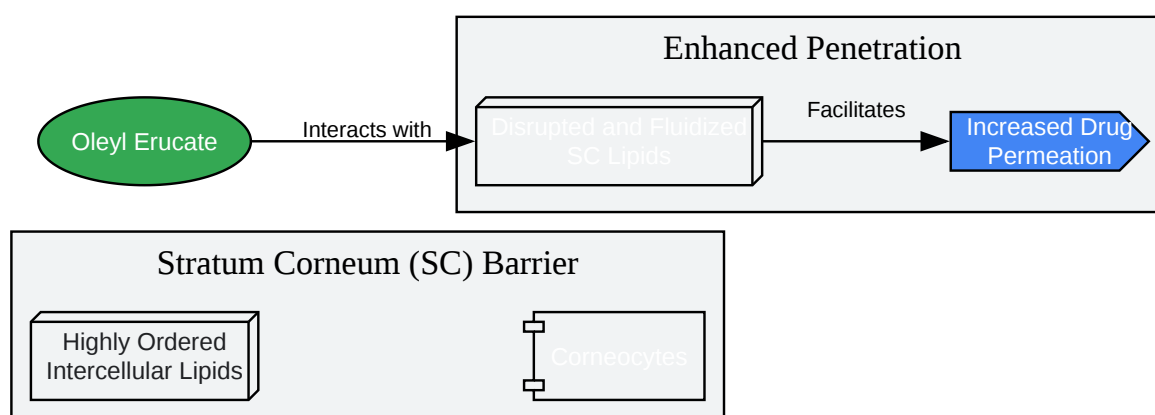 Enhanced Penetration
Oleyl Erucate
Interacts with
Disrupted and Fluidized
SC Lipids
Facilitates
Increased Drug
Permeation
Stratum Corneum (SC) Barrier
Highly Ordered
Intercellular Lipids
Corneocytes